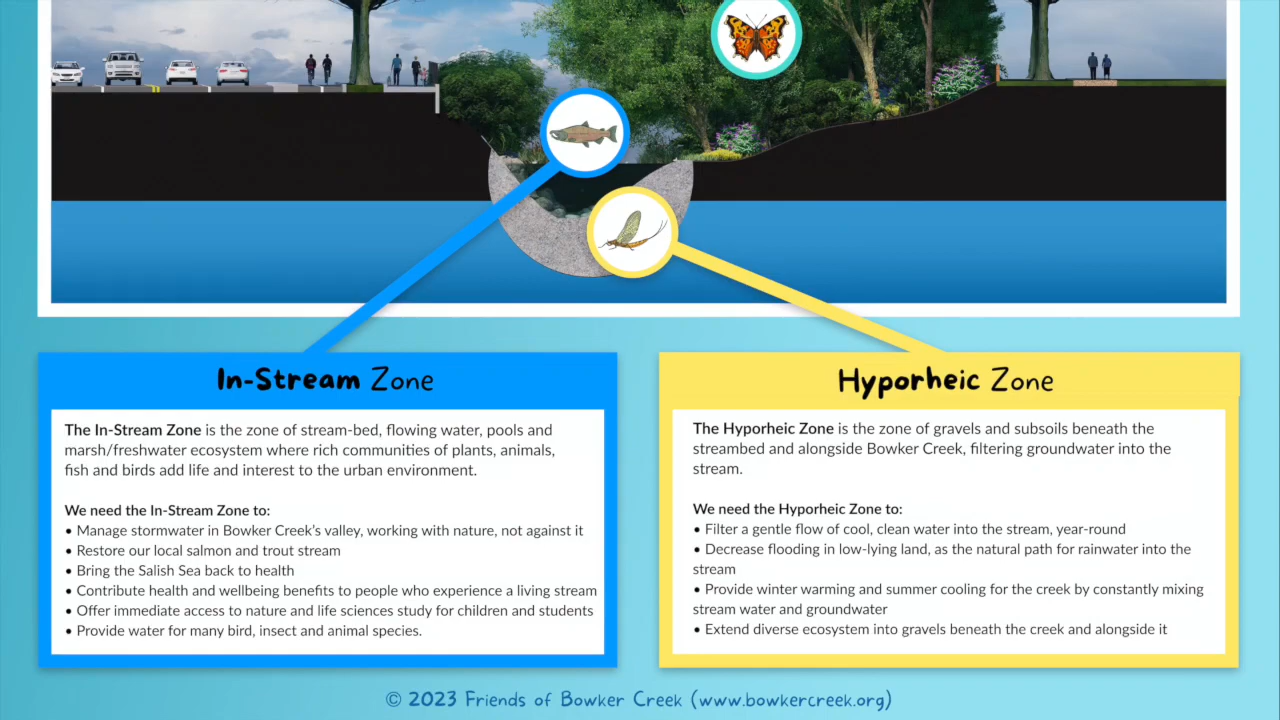 In-Stream Zone
The In-Stream Zone is the zone of stream-bed, flowing water, pools and
marsh/freshwater ecosystem where rich communities of plants, animals,
fish and birds add life and interest to the urban environment.
We need the In-Stream Zone to:
• Manage stormwater in Bowker Creek's valley, working with nature, not against it
• Restore our local salmon and trout stream
• Bring the Salish Sea back to health
• Contribute health and wellbeing benefits to people who experience a living stream
• Offer immediate access to nature and life sciences study for children and students
• Provide water for many bird, insect and animal species.
Hyporheic Zone
The Hyporheic Zone is the zone of gravels and subsoils beneath the
streambed and alongside Bowker Creek, filtering groundwater into the
stream.
We need the Hyporheic Zone to:
• Filter a gentle flow of cool, clean water into the stream, year-round
• Decrease flooding in low-lying land, as the natural path for rainwater into the
stream
• Provide winter warming and summer cooling for the creek by constantly mixing
stream water and groundwater
• Extend diverse ecosystem into gravels beneath the creek and alongside it
© 2023 Friends of Bowker Creek (www.bowkercreek.org)